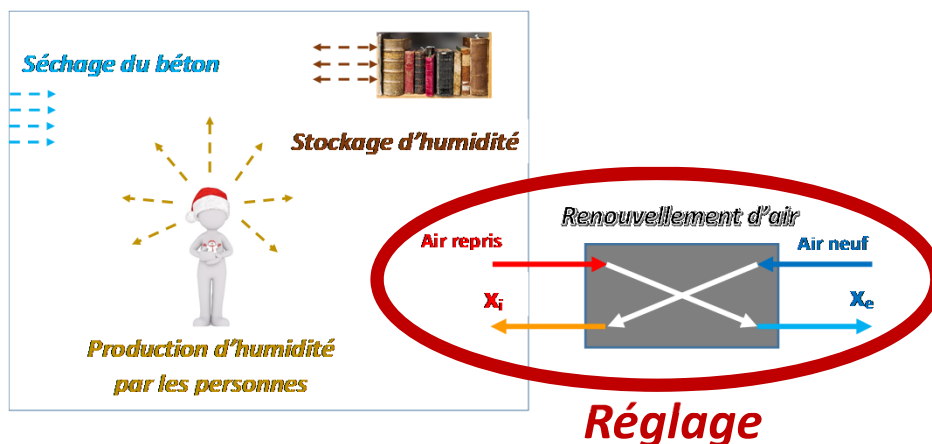 Séchage du béton
Stockage d'humidité
Renouvellement d'air
Air repris
Air neuf
Xi
Xe
Production d'humidité
par les personnes
Réglage